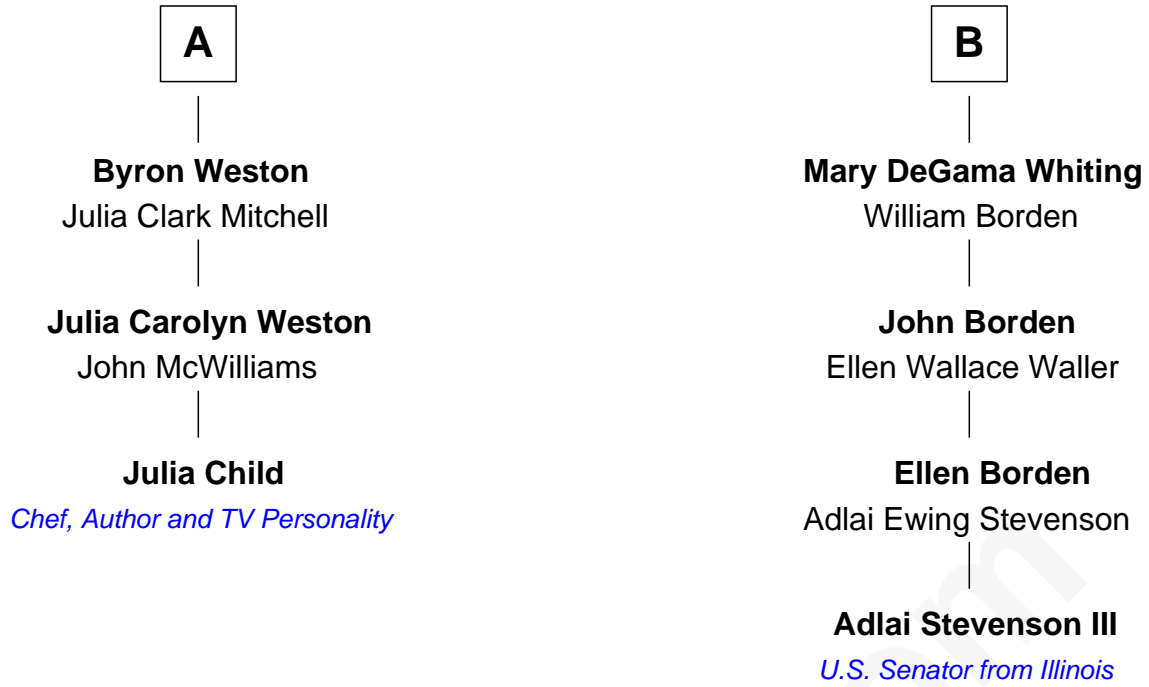 A
Byron Weston
Julia Clark Mitchell
Julia Carolyn Weston
John McWilliams
Julia Child
Chef, Author and TV Personality
B
Mary DeGama Whiting
William Borden
John Borden
Ellen Wallace Waller
Ellen Borden
Adlai Ewing Stevenson
Adlai Stevenson III
U.S. Senator from Illinois